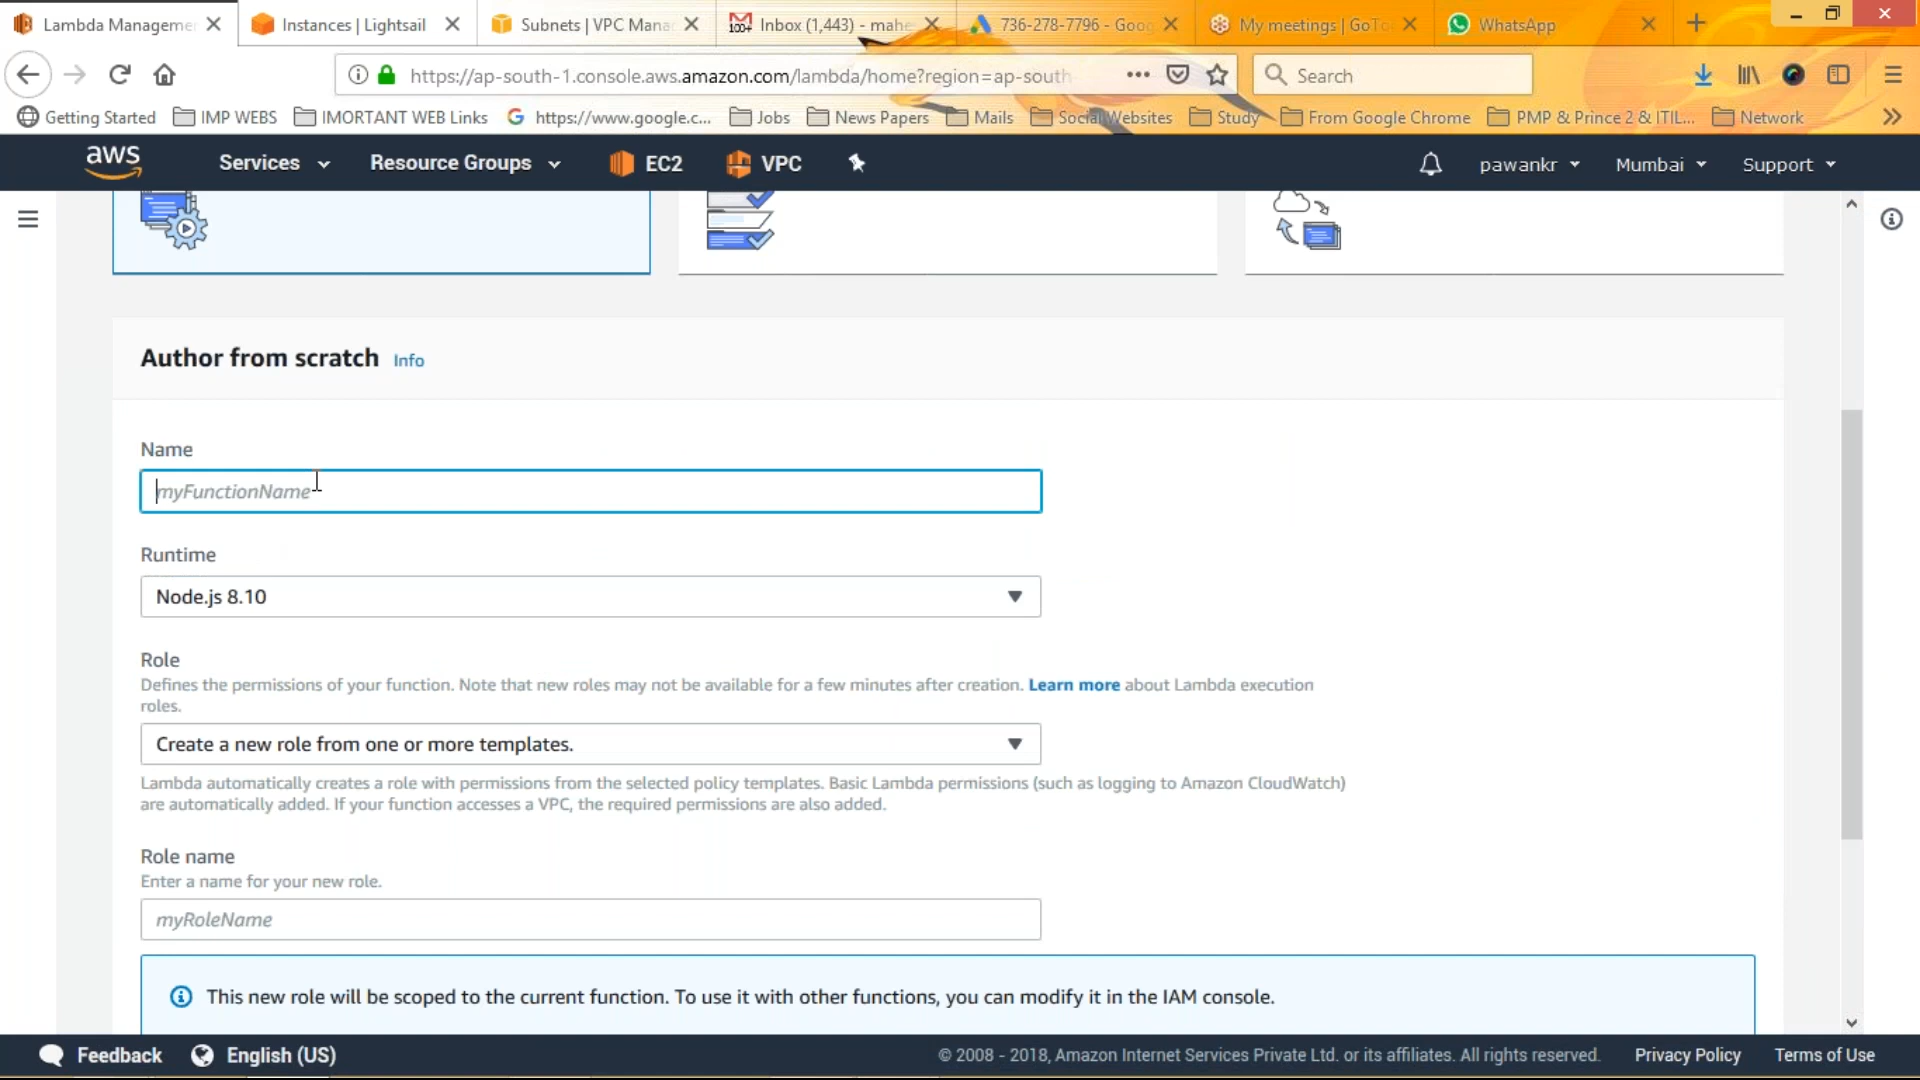 Lambda Manageme
Instances | Lightsail
Subnets | VPC Mana
100+ Inbox (1,443) - mahe
736-278-7796 - Goog
My meetings | GoTo
WhatsApp
https://ap-south-1.console.aws.amazon.com/lambda/home?region=ap-south
Search
Getting Started
IMP WEBS
IMORTANT WEB Links
https://www.google.c...
Jobs
News Papers
Mails
Social Websites
Study
From Google Chrome
PMP & Prince 2 & ITIL...
Network
aws
Services
Resource Groups
EC2
VPC
pawankr
Mumbai
Support
Author from scratch Info
Name
myFunctionName
Runtime
Node.js 8.10
Role
Defines the permissions of your function. Note that new roles may not be available for a few minutes after creation. Learn more about Lambda execution
roles.
Create a new role from one or more templates.
Lambda automatically creates a role with permissions from the selected policy templates. Basic Lambda permissions (such as logging to Amazon CloudWatch)
are automatically added. If your function accesses a VPC, the required permissions are also added.
Role name
Enter a name for your new role.
myRoleName
This new role will be scoped to the current function. To use it with other functions, you can modify it in the IAM console.
Feedback
English (US)
© 2008 - 2018, Amazon Internet Services Private Ltd. or its affiliates. All rights reserved.
Privacy Policy
Terms of Use